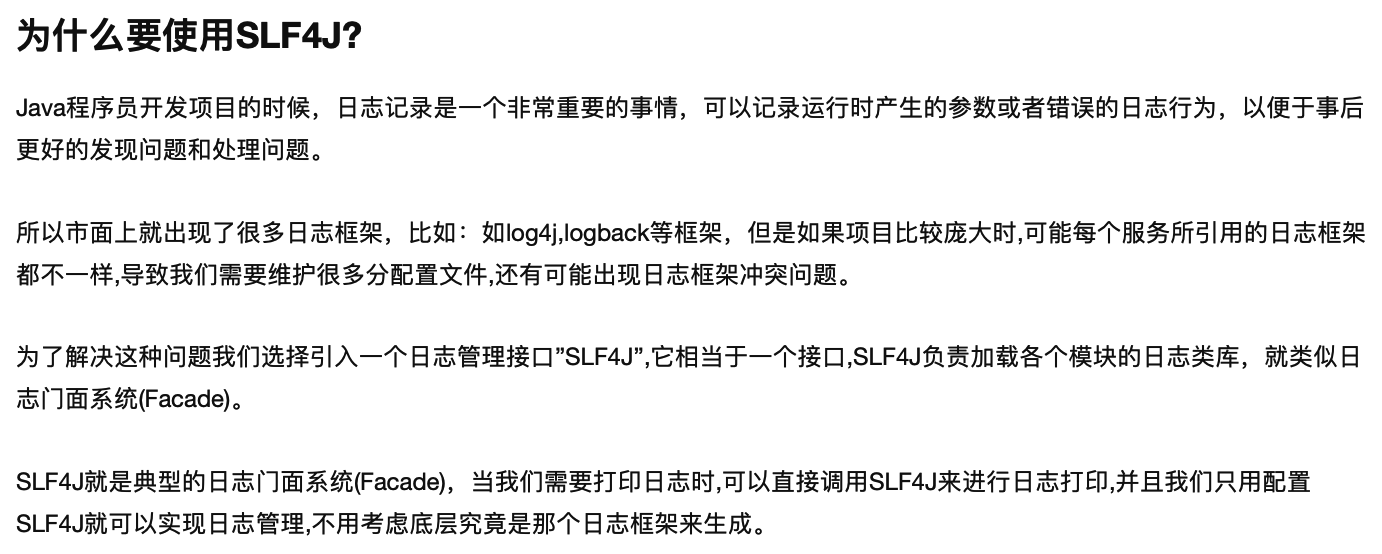 为什么要使用SLF4J?
Java程序员开发项目的时候，日志记录是一个非常重要的事情，可以记录运行时产生的参数或者错误的日志行为，以便于事后
更好的发现问题和处理问题。
所以市面上就出现了很多日志框架，比如：如log4j,logback等框架，但是如果项目比较庞大时,可能每个服务所引用的日志框架
都不一样,导致我们需要维护很多分配置文件,还有可能出现日志框架冲突问题。
为了解决这种问题我们选择引入一个日志管理接口”SLF4J”,它相当于一个接口,SLF4J负责加载各个模块的日志类库，就类似日
志门面系统(Facade)。
SLF4J就是典型的日志门面系统(Facade)，当我们需要打印日志时,可以直接调用SLF4J来进行日志打印,并且我们只用配置
SLF4J就可以实现日志管理,不用考虑底层究竟是那个日志框架来生成。